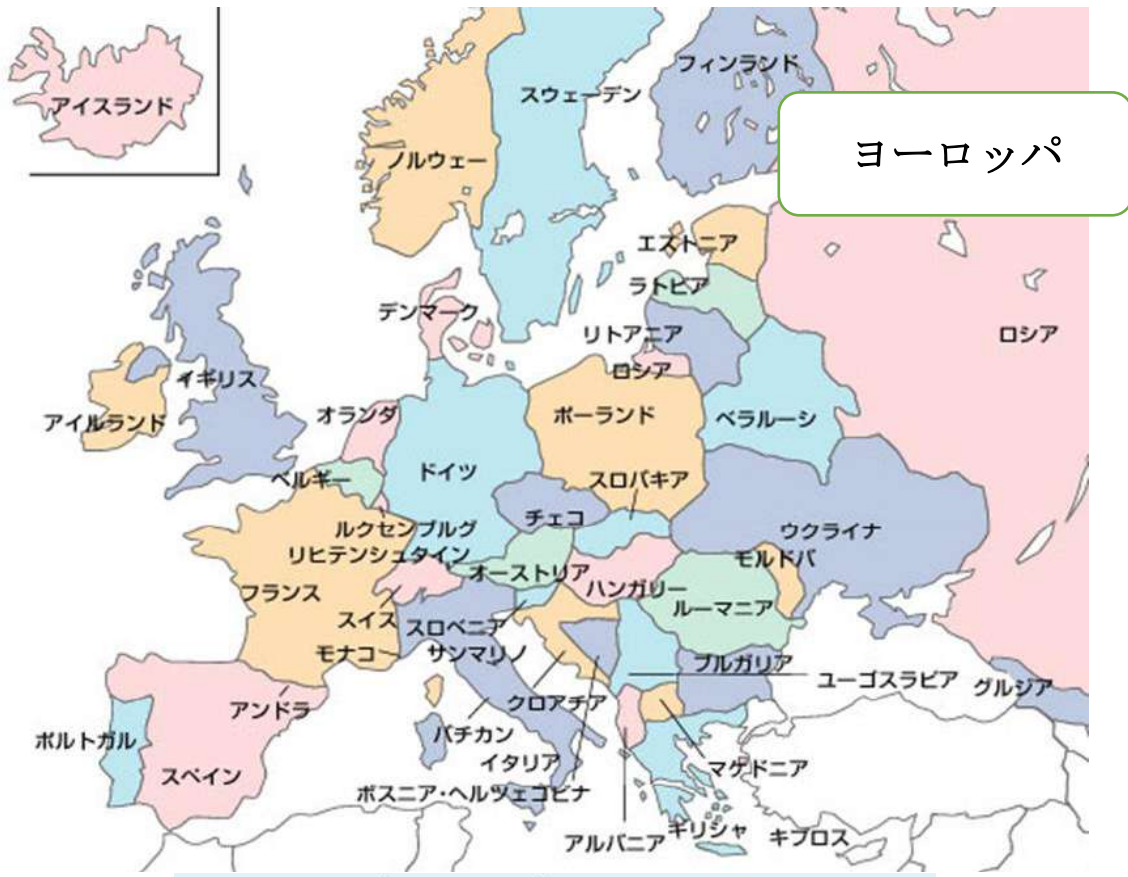 フィンランド
スウェーデン
アイスランド
ヨーロッパ
ノルウェー
エストニア
ラトビア
デンマーク
リトアニア
ロシア
ロシア
イギリス
オランダ
ポーランド
ベラルーシ
アイルランド
ドイツ
スロバキア
ベルギー
チェコ
ルクセンブルグ
ウクライナ
リヒテンシュタイン
モルドバ
オーストリア
ハンガリー
フランス
ルーマニア
スイス
スロベニア
モナコ
サンマリノ
ブルガリア
ユーゴスラビア
グルジア
アンドラ
クロアチア
バチカン
ポルトガル
イタリア
マケドニア
スペイン
ボスニア・ヘルツェゴビナ
アルバニア
ギリシャ
キプロス